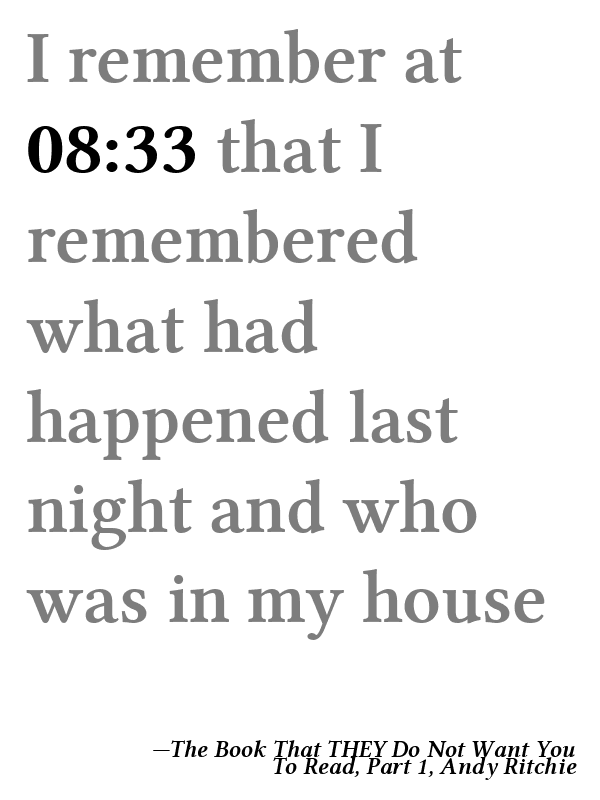 I remember at
08:33 that I
remembered
what had
happened last
night and who
was in my house
—The Book That THEY Do Not Want You
To Read, Part 1, Andy Ritchie